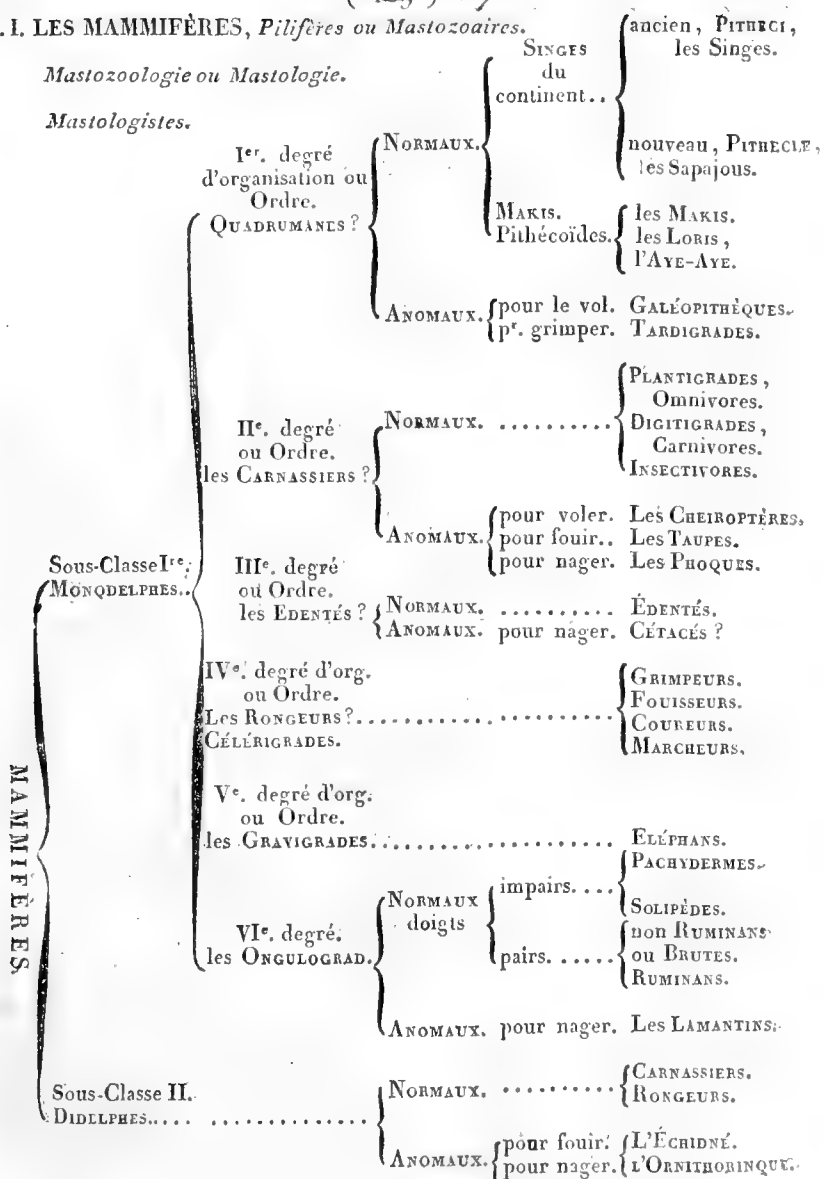 . I. LES MAMMIFÈRES, Pilifères ou Mastozoaires.
Mastozoologie ou Mastologie.
Mastologistes.
MAMMIFÈRES.
Sous-Classe Ire.
MONODELPHES..
Ier. degré
d'organisation ou
Ordre.
QUADRUMANES ?
NORMAUX.
SINGES
du
continent..
ancien, PITHECI,
les Singes.
nouveau, PITHECIÆ,
les Sapajous.
MAKIS.
Pithécoïdes.
les MAKIS.
les LORIS,
l'AYE-AYE.
ANOMAUX.
pour le vol. GALÉOPITHÈQUES.
pr. grimper. TARDIGRADES.
IIe. degré
ou Ordre.
les CARNASSIERS ?
NORMAUX. ..........
PLANTIGRADES,
Omnivores.
DIGITIGRADES,
Carnivores.
INSECTIVORES.
ANOMAUX.
pour voler. Les CHEIROPTÈRES.
pour fouir.. Les TAUPES.
pour nager. Les PHOQUES.
IIIe. degré
ou Ordre.
les EDENTÉS ?
NORMAUX. .......... ÉDENTÉS.
ANOMAUX. pour nager. CÉTACÉS ?
IVe. degré d'org.
ou Ordre.
Les RONGEURS?......................
CÉLÉRIGRADES.
GRIMPEURS.
FOUISSEURS.
COUREURS.
MARCHEURS.
Ve. degré d'org.
ou Ordre.
les GRAVIGRADES...................... ELÉPHANS.
VIe. degré.
les ONGULOGRAD.
NORMAUX
doigts
impairs....
PACHYDERMES.
SOLIPÈDES.
pairs......
non RUMINANS
ou BRUTES.
RUMINANS.
ANOMAUX. pour nager. Les LAMANTINS.
Sous-Classe II.
DIDELPHES..... ..............
NORMAUX. ..........
CARNASSIERS.
RONGEURS.
ANOMAUX.
pour fouir. L'ÉCHIDNÉ.
pour nager. L'ORNITHORINQUE.